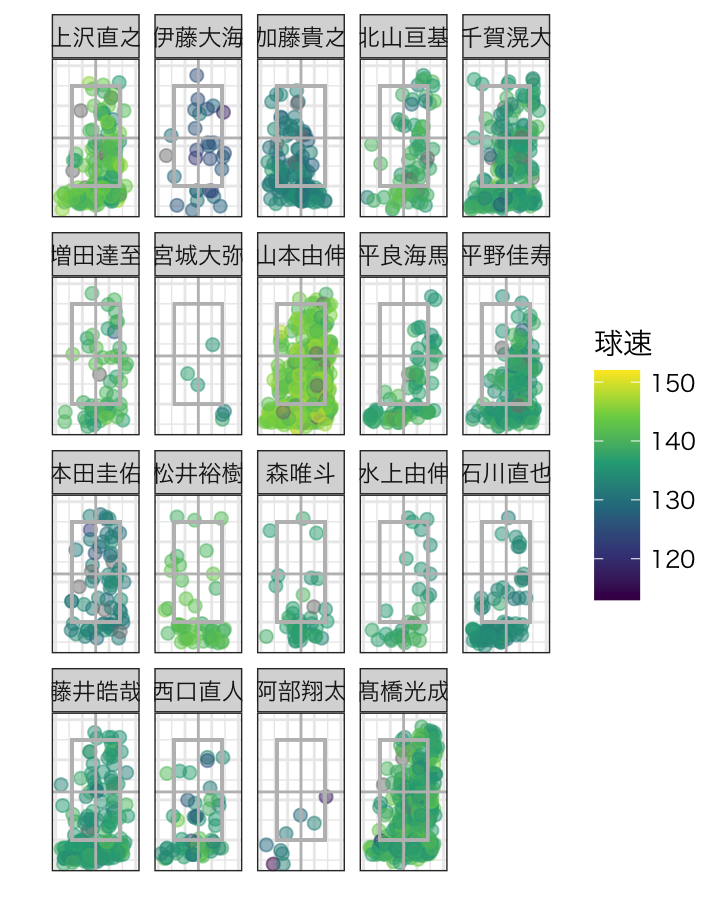 上沢直之 伊藤大海 加藤貴之 北山亘基 千賀滉大
増田達至 宮城大弥 山本由伸 平良海馬 平野佳寿
球速
150
140
130
120
本田圭佑 松井裕樹 森唯斗 水上由伸 石川直也
藤井皓哉 西口直人 阿部翔太 髙橋光成